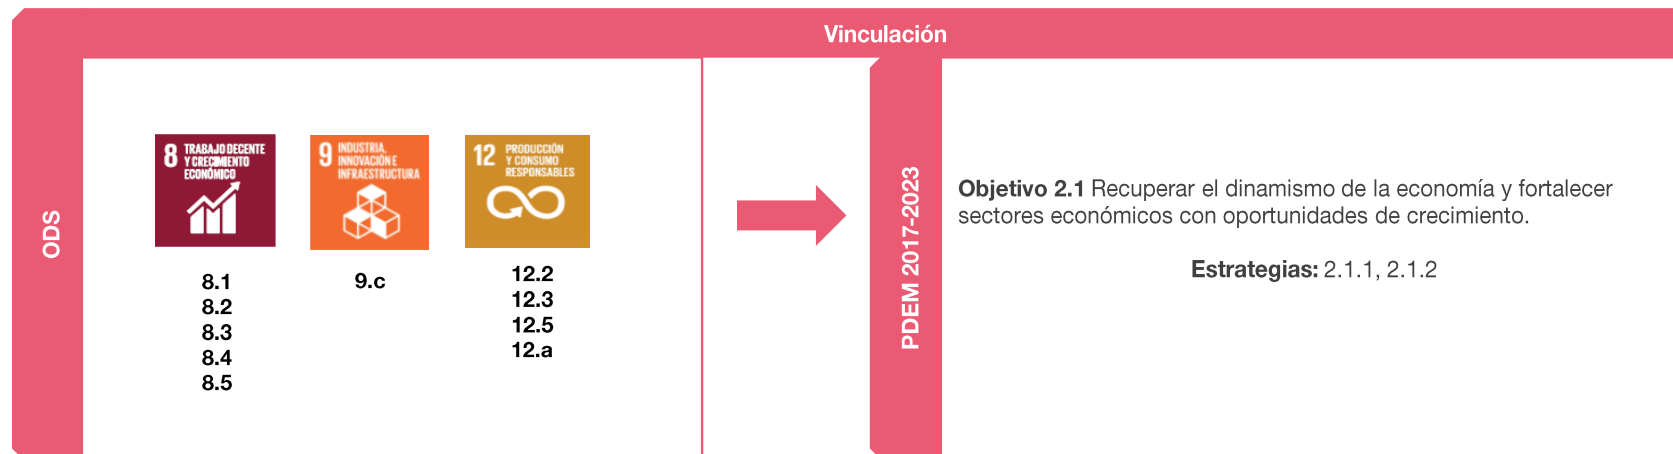 Vinculación
ODS
8 TRABAJO DECENTE
Y CRECIMIENTO
ECONÓMICO
8.1
8.2
8.3
8.4
8.5
9 INDUSTRIA,
INNOVACIÓN E
INFRAESTRUCTURA
9.c
12 PRODUCCIÓN
Y CONSUMO
RESPONSABLES
12.2
12.3
12.5
12.a
PDEM 2017-2023
Objetivo 2.1 Recuperar el dinamismo de la economía y fortalecer
sectores económicos con oportunidades de crecimiento.
Estrategias: 2.1.1, 2.1.2